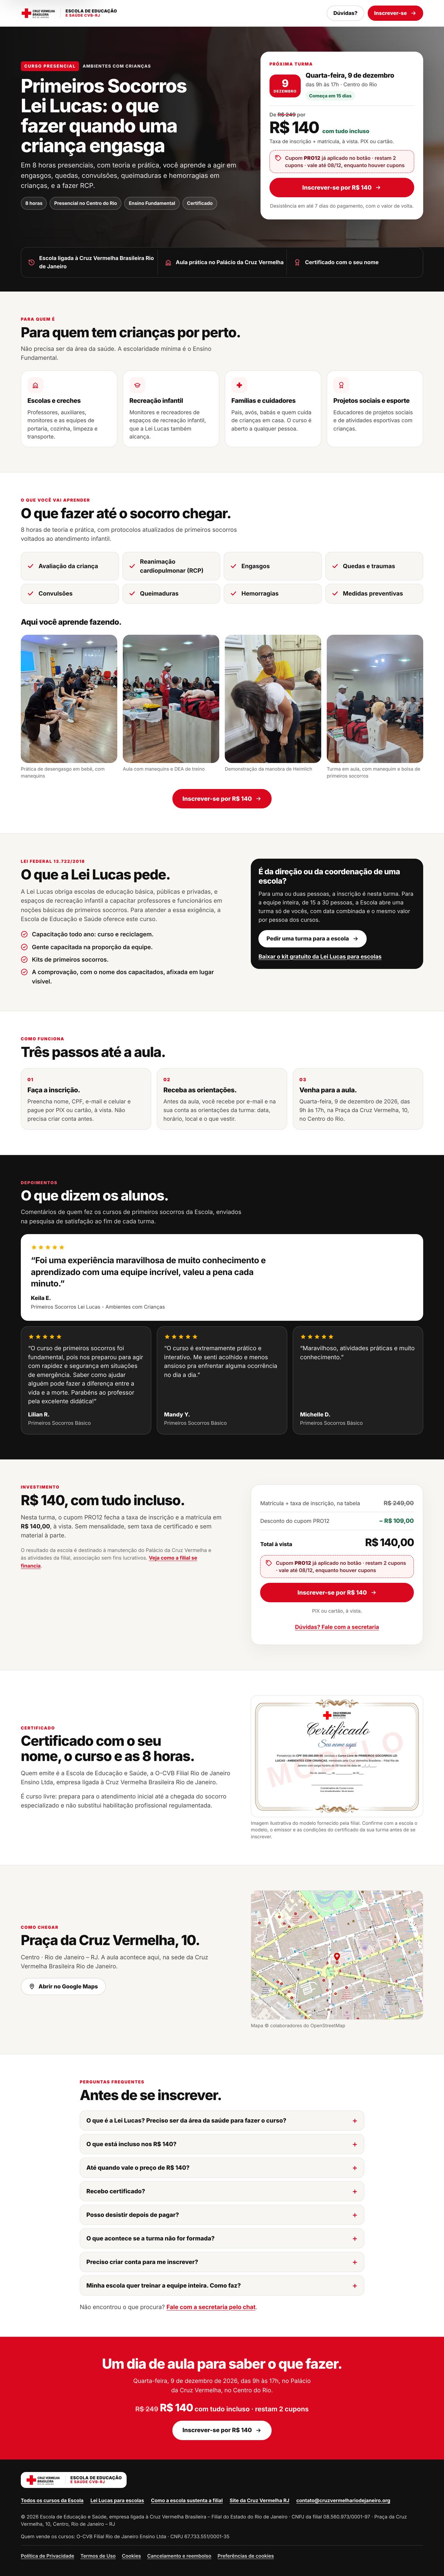 CRUZ VERMELHA
BRASILEIRA
ESCOLA DE EDUCAÇÃO
E SAÚDE CVB-RJ
Dúvidas?
Inscrever-se →
CURSO PRESENCIAL
AMBIENTES COM CRIANÇAS
Primeiros Socorros
Lei Lucas: o que
fazer quando uma
criança engasga
Em 8 horas presenciais, com teoria e prática, você aprende a agir em
engasgos, quedas, convulsões, queimaduras e hemorragias em
crianças, e a fazer RCP.
8 horas
Presencial no Centro do Rio
Ensino Fundamental
Certificado
PRÓXIMA TURMA
9
DEZEMBRO
Quarta-feira, 9 de dezembro
das 9h às 17h · Centro do Rio
Começa em 15 dias
De R$ 249 por
R$ 140 com tudo incluso
Taxa de inscrição + matrícula, à vista, PIX ou cartão.
Cupom PRO12 já aplicado no botão · restam 2
cupons · vale até 08/12, enquanto houver cupons
Inscrever-se por R$ 140 →
Desistência em até 7 dias do pagamento, com o valor de volta.
Escola ligada à Cruz Vermelha Brasileira Rio
de Janeiro
Aula prática no Palácio da Cruz Vermelha
Certificado com o seu nome
PARA QUEM É
Para quem tem crianças por perto.
Não precisa ser da área da saúde. A escolaridade mínima é o Ensino
Fundamental.
Escolas e creches
Professores, auxiliares,
monitores e as equipes de
portaria, cozinha, limpeza e
transporte.
Recreação infantil
Monitores e recreadores de
espaços de recreação infantil,
que a Lei Lucas também
alcança.
Famílias e cuidadores
Pais, avós, babás e quem cuida
de crianças em casa. O curso é
aberto a qualquer pessoa.
Projetos sociais e esporte
Educadores de projetos sociais
e de atividades esportivas com
crianças.
O QUE VOCÊ VAI APRENDER
O que fazer até o socorro chegar.
8 horas de teoria e prática, com protocolos atualizados de primeiros socorros
voltados ao atendimento infantil.
Avaliação da criança
Reanimação
cardiopulmonar (RCP)
Engasgos
Quedas e traumas
Convulsões
Queimaduras
Hemorragias
Medidas preventivas
Aqui você aprende fazendo.
Prática de desengasgo em bebê, com
manequins
Aula com manequins e DEA de treino
Demonstração da manobra de Heimlich
Turma em aula, com manequim e bolsa de
primeiros socorros
Inscrever-se por R$ 140 →
LEI FEDERAL 13.722/2018
O que a Lei Lucas pede.
A Lei Lucas obriga escolas de educação básica, públicas e privadas, e
espaços de recreação infantil a capacitar professores e funcionários em
noções básicas de primeiros socorros. Para atender a essa exigência, a
Escola de Educação e Saúde oferece este curso.
Capacitação todo ano: curso e reciclagem.
Gente capacitada na proporção da equipe.
Kits de primeiros socorros.
A comprovação, com o nome dos capacitados, afixada em lugar
visível.
É da direção ou da coordenação de uma
escola?
Para uma ou duas pessoas, a inscrição é nesta turma. Para
a equipe inteira, de 15 a 30 pessoas, a Escola abre uma
turma só de vocês, com data combinada e o mesmo valor
por pessoa dos cursos.
Pedir uma turma para a escola →
Baixar o kit gratuito da Lei Lucas para escolas
COMO FUNCIONA
Três passos até a aula.
01
Faça a inscrição.
Preencha nome, CPF, e-mail e celular e
pague por PIX ou cartão, à vista. Não
precisa criar conta antes.
02
Receba as orientações.
Antes da aula, você recebe por e-mail e na
sua conta as orientações da turma: data,
horário, local e o que vestir.
03
Venha para a aula.
Quarta-feira, 9 de dezembro de 2026, das
9h às 17h, na Praça da Cruz Vermelha, 10,
no Centro do Rio.
DEPOIMENTOS
O que dizem os alunos.
Comentários de quem fez os cursos de primeiros socorros da Escola, enviados
na pesquisa de satisfação ao fim de cada turma.
★★★★★
“Foi uma experiência maravilhosa de muito conhecimento e
aprendizado com uma equipe incrível, valeu a pena cada
minuto.”
Keila E.
Primeiros Socorros Lei Lucas - Ambientes com Crianças
★★★★★
“O curso de primeiros socorros foi
fundamental, pois nos preparou para agir
com rapidez e segurança em situações
de emergência. Saber como ajudar
alguém pode fazer a diferença entre a
vida e a morte. Parabéns ao professor
pela excelente didática!”
Lilian R.
Primeiros Socorros Básico
★★★★★
“O curso é extremamente prático e
interativo. Me senti acolhido e menos
ansioso pra enfrentar alguma ocorrência
no dia a dia.”
Mandy Y.
Primeiros Socorros Básico
★★★★★
“Maravilhoso, atividades práticas e muito
conhecimento.”
Michelle D.
Primeiros Socorros Básico
INVESTIMENTO
R$ 140, com tudo incluso.
Nesta turma, o cupom PRO12 fecha a taxa de inscrição e a matrícula em
R$ 140,00, à vista. Sem mensalidade, sem taxa de certificado e sem
material à parte.
O resultado da escola é destinado à manutenção do Palácio da Cruz Vermelha e
às atividades da filial, associação sem fins lucrativos. Veja como a filial se
financia.
Matrícula + taxa de inscrição, na tabela
R$ 249,00
Desconto do cupom PRO12
− R$ 109,00
Total à vista
R$ 140,00
Cupom PRO12 já aplicado no botão · restam 2 cupons
· vale até 08/12, enquanto houver cupons
Inscrever-se por R$ 140 →
PIX ou cartão, à vista.
Dúvidas? Fale com a secretaria
CERTIFICADO
Certificado com o seu
nome, o curso e as 8 horas.
Quem emite é a Escola de Educação e Saúde, a O-CVB Filial Rio de Janeiro
Ensino Ltda, empresa ligada à Cruz Vermelha Brasileira Rio de Janeiro.
É curso livre: prepara para o atendimento inicial até a chegada do socorro
especializado e não substitui habilitação profissional regulamentada.
CRUZ VERMELHA
BRASILEIRA
Certificado
Seu nome aqui
MODELO
Imagem ilustrativa do modelo fornecido pela filial. Confirme com a escola o
modelo, o emissor e as condições do certificado da sua turma antes de se
inscrever.
COMO CHEGAR
Praça da Cruz Vermelha, 10.
Centro · Rio de Janeiro – RJ. A aula acontece aqui, na sede da Cruz
Vermelha Brasileira Rio de Janeiro.
Abrir no Google Maps
Mapa © colaboradores do OpenStreetMap
PERGUNTAS FREQUENTES
Antes de se inscrever.
O que é a Lei Lucas? Preciso ser da área da saúde para fazer o curso? +
O que está incluso nos R$ 140? +
Até quando vale o preço de R$ 140? +
Recebo certificado? +
Posso desistir depois de pagar? +
O que acontece se a turma não for formada? +
Preciso criar conta para me inscrever? +
Minha escola quer treinar a equipe inteira. Como faz? +
Não encontrou o que procura? Fale com a secretaria pelo chat.
Um dia de aula para saber o que fazer.
Quarta-feira, 9 de dezembro de 2026, das 9h às 17h, no Palácio
da Cruz Vermelha, no Centro do Rio.
R$ 249 R$ 140 com tudo incluso · restam 2 cupons
Inscrever-se por R$ 140 →
CRUZ VERMELHA
BRASILEIRA
ESCOLA DE EDUCAÇÃO
E SAÚDE CVB-RJ
Todos os cursos da Escola
Lei Lucas para escolas
Como a escola sustenta a filial
Site da Cruz Vermelha RJ
contato@cruzvermelhariodejaneiro.org
© 2026 Escola de Educação e Saúde, empresa ligada à Cruz Vermelha Brasileira – Filial do Estado do Rio de Janeiro · CNPJ da filial 08.560.973/0001-97 · Praça da Cruz
Vermelha, 10, Centro, Rio de Janeiro – RJ
Quem vende os cursos: O-CVB Filial Rio de Janeiro Ensino Ltda · CNPJ 67.733.551/0001-35
Política de Privacidade
Termos de Uso
Cookies
Cancelamento e reembolso
Preferências de cookies